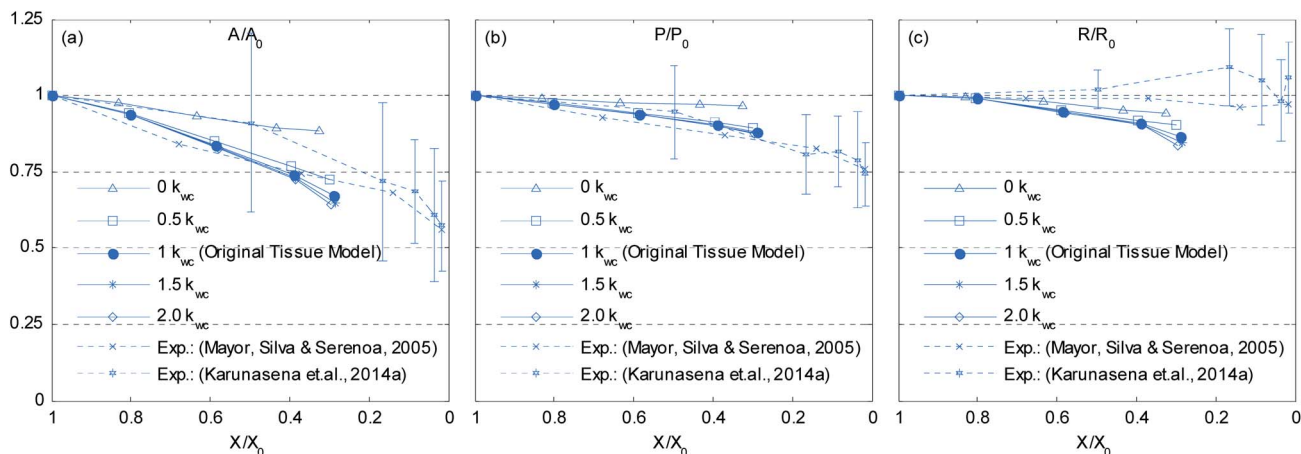 (a)
A/A0
1.25
1
0.75
0.5
0.25
0
0 kwc
0.5 kwc
1 kwc (Original Tissue Model)
1.5 kwc
2.0 kwc
Exp.: (Mayor, Silva & Serenoa, 2005)
Exp.: (Karunasena et.al., 2014a)
1 0.8 0.6 0.4 0.2 0
X/X0
(b)
P/P0
0 kwc
0.5 kwc
1 kwc (Original Tissue Model)
1.5 kwc
2.0 kwc
Exp.: (Mayor, Silva & Serenoa, 2005)
Exp.: (Karunasena et.al., 2014a)
1 0.8 0.6 0.4 0.2 0
X/X0
(c)
R/R0
0 kwc
0.5 kwc
1 kwc (Original Tissue Model)
1.5 kwc
2.0 kwc
Exp.: (Mayor, Silva & Serenoa, 2005)
Exp.: (Karunasena et.al., 2014a)
1 0.8 0.6 0.4 0.2 0
X/X0